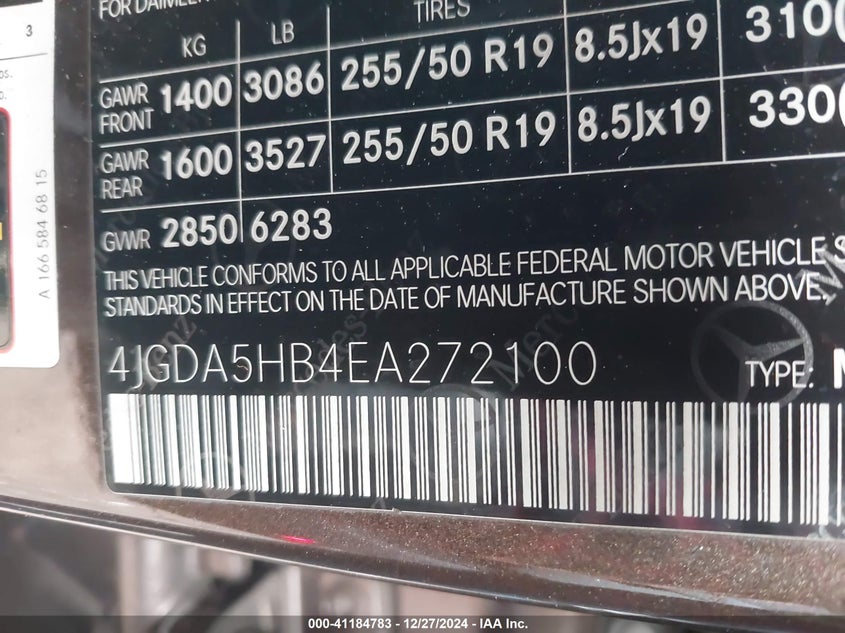 FOR DAIMLER
KG LB TIRES
GAWR FRONT 1400 3086 255/50 R19 8.5Jx19 310
GAWR REAR 1600 3527 255/50 R19 8.5Jx19 330
GVWR 2850 6283
THIS VEHICLE CONFORMS TO ALL APPLICABLE FEDERAL MOTOR VEHICLE S
STANDARDS IN EFFECT ON THE DATE OF MANUFACTURE SHOWN ABOVE.
4JGDA5HB4EA272100 TYPE:
3
A 166 584 68 15
000-41184783 - 12/27/2024 - IAA Inc.